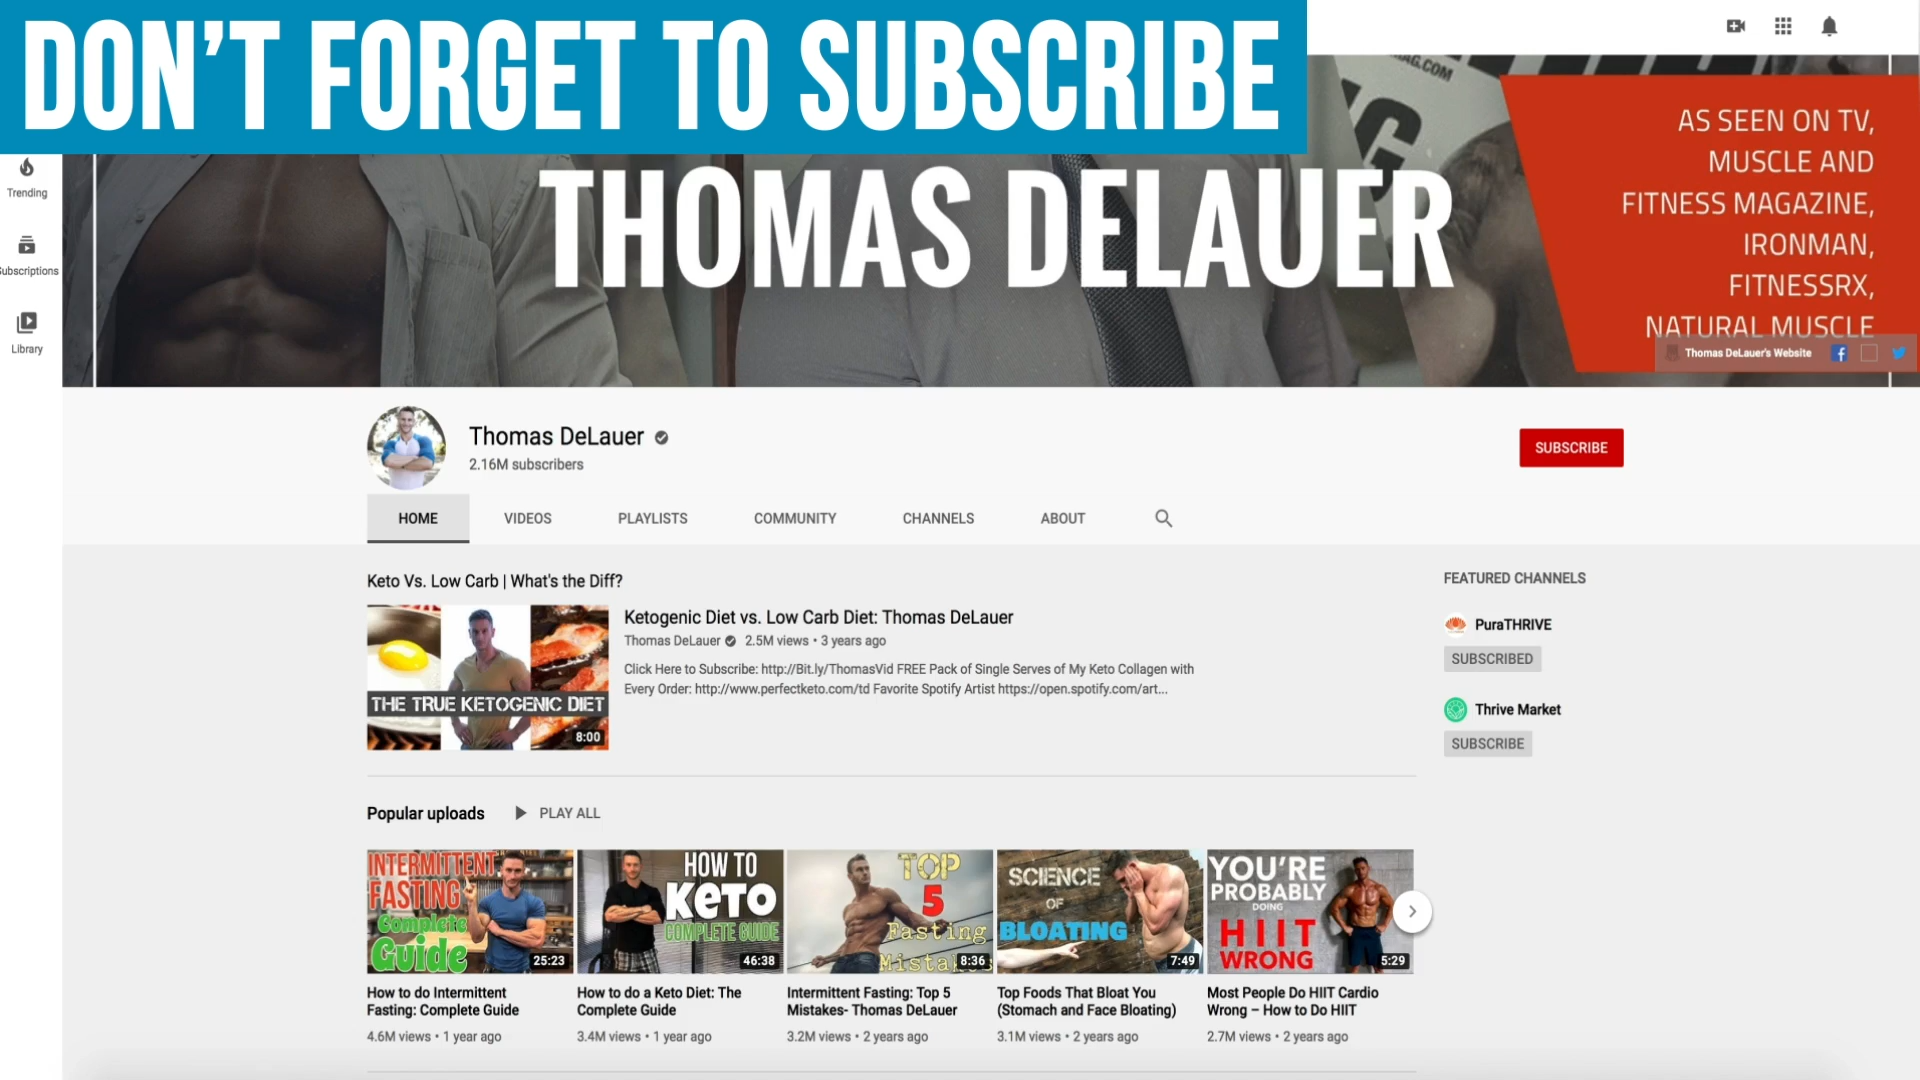 DON'T FORGET TO SUBSCRIBE
AG.COM
Trending
Subscriptions
Library
THOMAS DELAUER
AS SEEN ON TV,
MUSCLE AND
FITNESS MAGAZINE,
IRONMAN,
FITNESSRX,
NATURAL MUSCLE
Thomas DeLauer's Website
Thomas DeLauer
2.16M subscribers
SUBSCRIBE
HOME
VIDEOS
PLAYLISTS
COMMUNITY
CHANNELS
ABOUT
Keto Vs. Low Carb | What's the Diff?
THE TRUE KETOGENIC DIET
8:00
Ketogenic Diet vs. Low Carb Diet: Thomas DeLauer
Thomas DeLauer 2.5M views • 3 years ago
Click Here to Subscribe: http://Bit.ly/ThomasVid FREE Pack of Single Serves of My Keto Collagen with
Every Order: http://www.perfectketo.com/td Favorite Spotify Artist https://open.spotify.com/art...
FEATURED CHANNELS
PuraTHRIVE
SUBSCRIBED
Thrive Market
SUBSCRIBE
Popular uploads
PLAY ALL
INTERMITTENT
FASTING
Complete
Guide
25:23
How to do Intermittent
Fasting: Complete Guide
4.6M views • 1 year ago
HOW TO
KETO
COMPLETE GUIDE
46:38
How to do a Keto Diet: The
Complete Guide
3.4M views • 1 year ago
TOP
5
Fasting
Mistakes
8:36
Intermittent Fasting: Top 5
Mistakes- Thomas DeLauer
3.2M views • 2 years ago
SCIENCE
OF
BLOATING
7:49
Top Foods That Bloat You
(Stomach and Face Bloating)
3.1M views • 2 years ago
YOU'RE
PROBABLY
DOING
HIIT
WRONG
5:29
Most People Do HIIT Cardio
Wrong – How to Do HIIT
2.7M views • 2 years ago